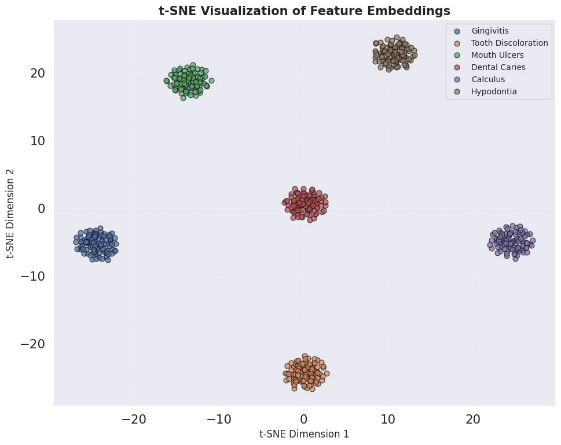 t-SNE Visualization of Feature Embeddings
Gingivitis
Tooth Discoloration
Mouth Ulcers
Dental Caries
Calculus
Hypodontia
20
10
0
−10
−20
t-SNE Dimension 2
−20 −10 0 10 20
t-SNE Dimension 1